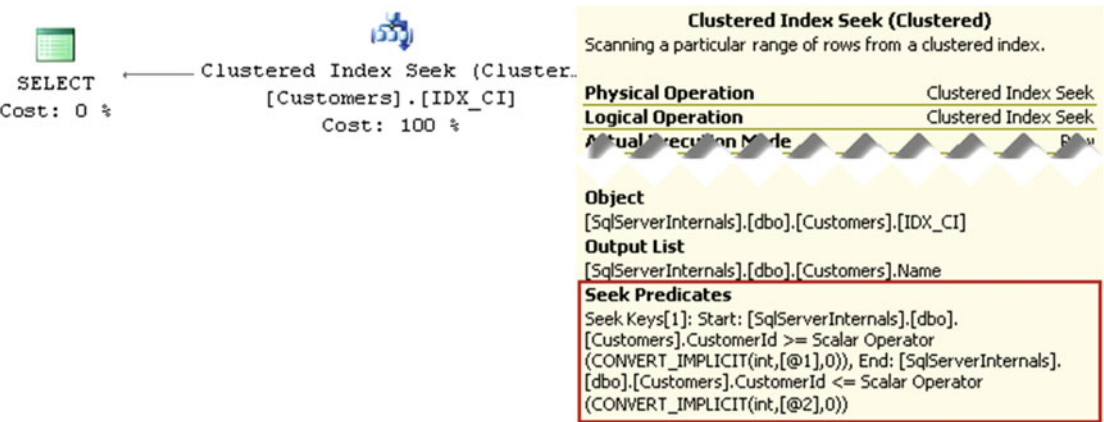 SELECT
Cost: 0 %
Clustered Index Seek (Cluster…
[Customers].[IDX_CI]
Cost: 100 %
Clustered Index Seek (Clustered)
Scanning a particular range of rows from a clustered index.
Physical Operation Clustered Index Seek
Logical Operation Clustered Index Seek
Object
[SqlServerInternals].[dbo].[Customers].[IDX_CI]
Output List
[SqlServerInternals].[dbo].[Customers].Name
Seek Predicates
Seek Keys[1]: Start: [SqlServerInternals].[dbo].
[Customers].CustomerId >= Scalar Operator
(CONVERT_IMPLICIT(int,[@1],0)), End: [SqlServerInternals].
[dbo].[Customers].CustomerId <= Scalar Operator
(CONVERT_IMPLICIT(int,[@2],0))